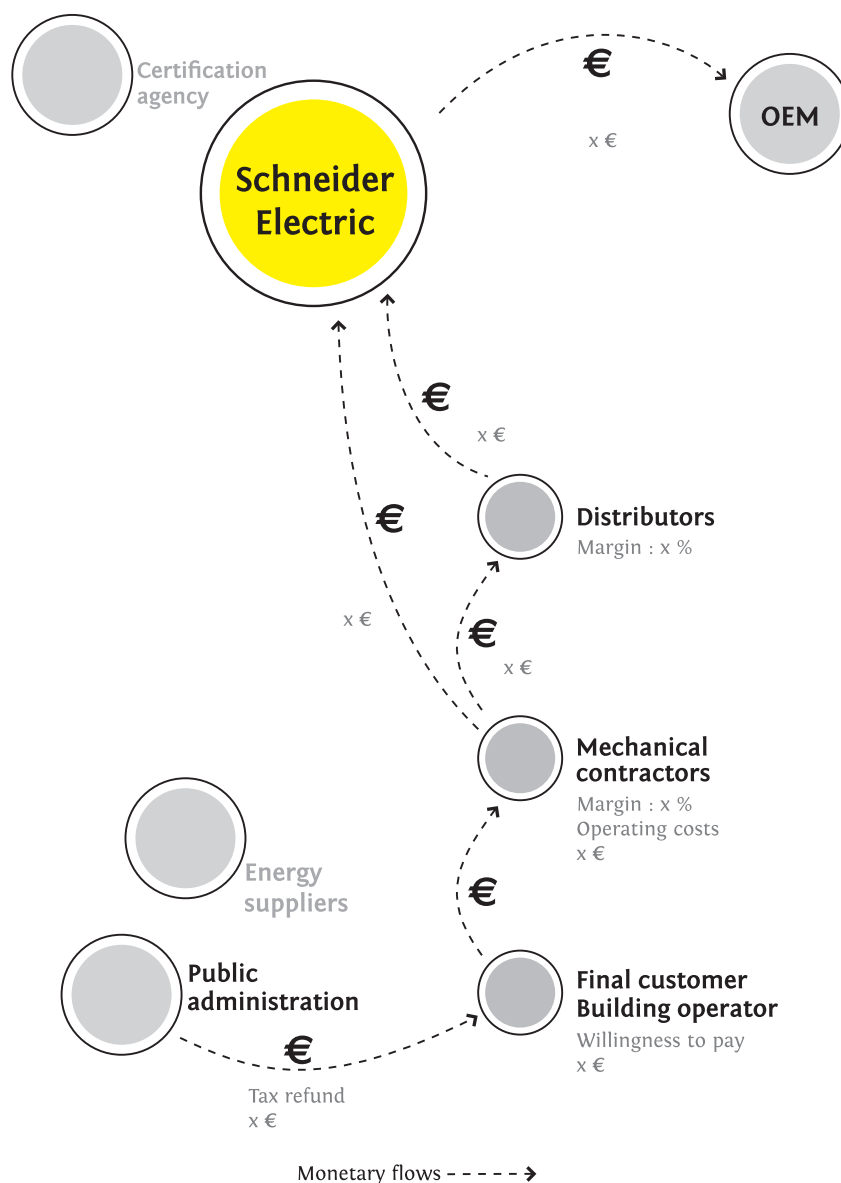 Certification
agency
€
x €
OEM
Schneider
Electric
€
x €
€
x €
Distributors
Margin : x %
€
x €
Mechanical
contractors
Margin : x %
Operating costs
x €
Energy
suppliers
€
Public
administration
€
Tax refund
x €
Final customer
Building operator
Willingness to pay
x €
Monetary flows